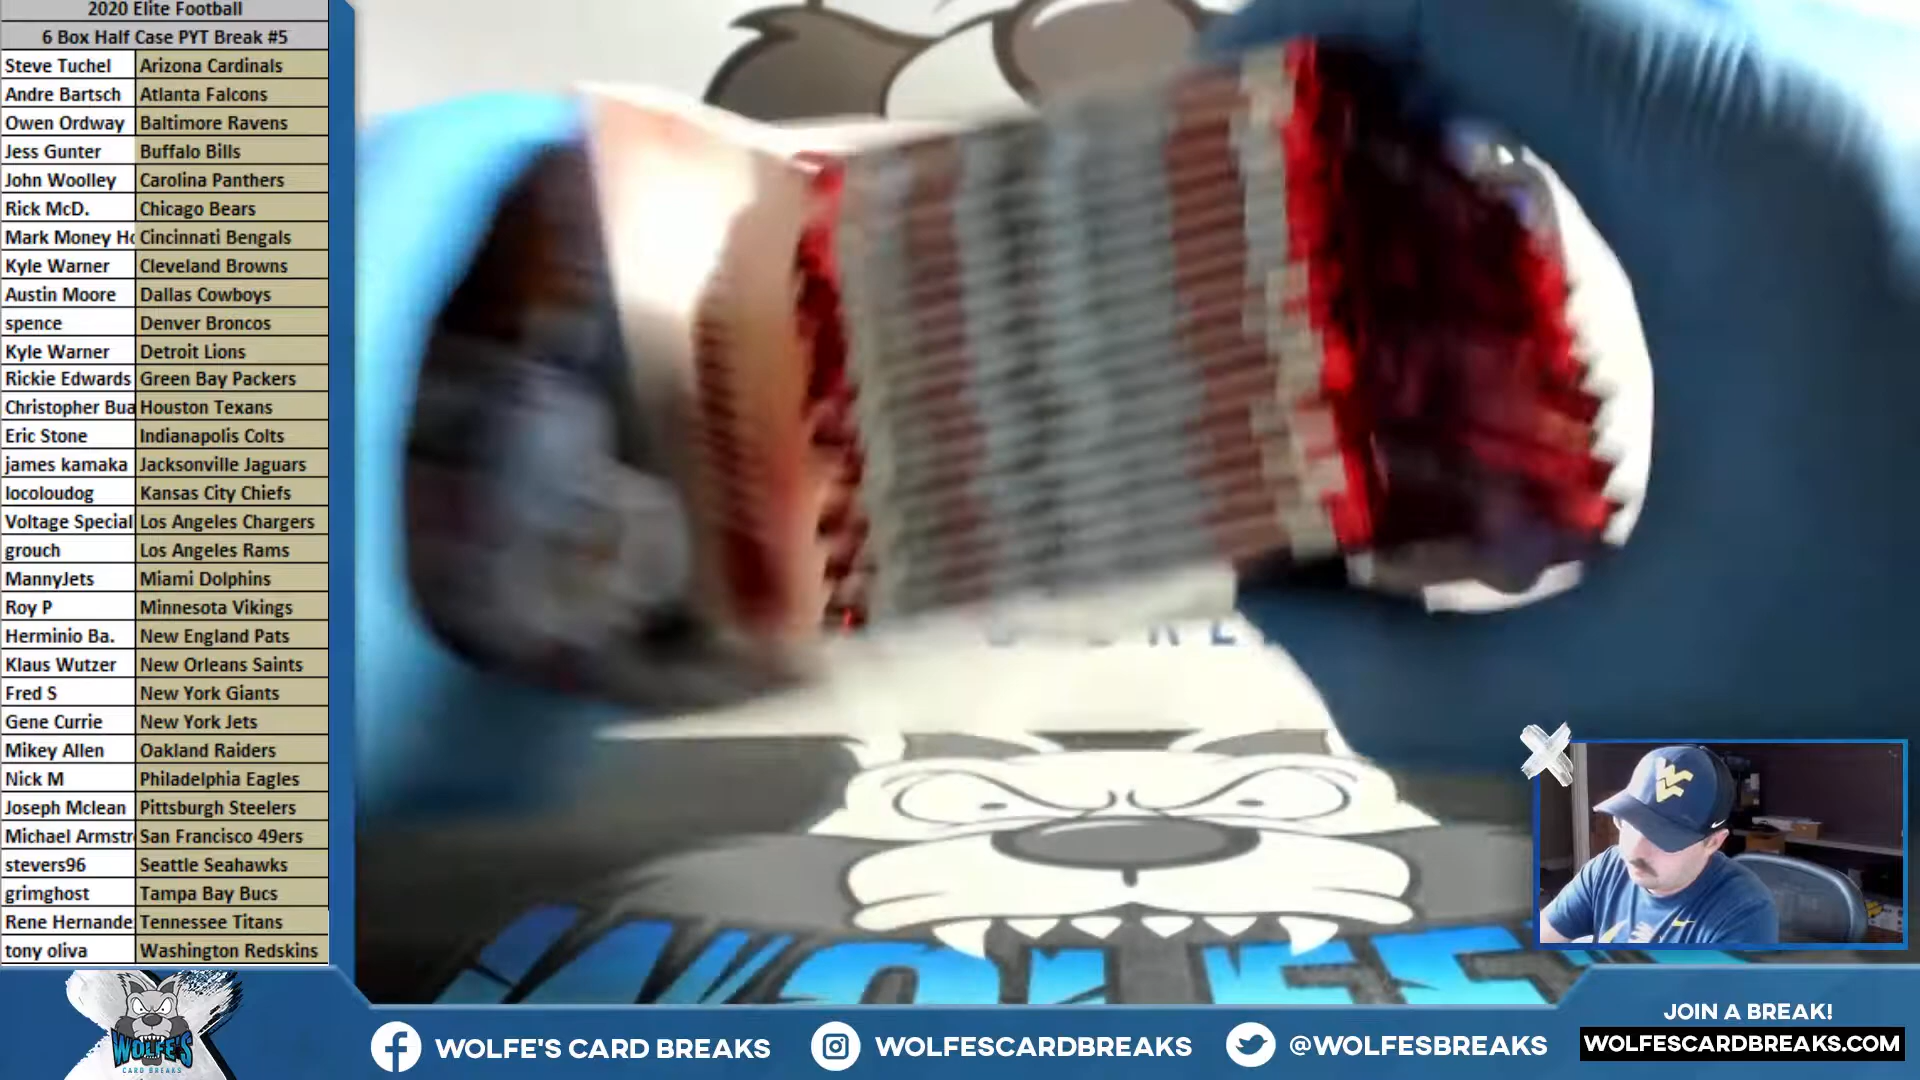 2020 Elite Football
6 Box Half Case PYT Break #5
Steve Tuchel Arizona Cardinals
Andre Bartsch Atlanta Falcons
Owen Ordway Baltimore Ravens
Jess Gunter Buffalo Bills
John Woolley Carolina Panthers
Rick McD. Chicago Bears
Mark Money Ho Cincinnati Bengals
Kyle Warner Cleveland Browns
Austin Moore Dallas Cowboys
spence Denver Broncos
Kyle Warner Detroit Lions
Rickie Edwards Green Bay Packers
Christopher Bua Houston Texans
Eric Stone Indianapolis Colts
james kamaka Jacksonville Jaguars
locoloudog Kansas City Chiefs
Voltage Special Los Angeles Chargers
grouch Los Angeles Rams
MannyJets Miami Dolphins
Roy P Minnesota Vikings
Herminio Ba. New England Pats
Klaus Wutzer New Orleans Saints
Fred S New York Giants
Gene Currie New York Jets
Mikey Allen Oakland Raiders
Nick M Philadelphia Eagles
Joseph Mclean Pittsburgh Steelers
Michael Armstr San Francisco 49ers
stevers96 Seattle Seahawks
grimghost Tampa Bay Bucs
Rene Hernande Tennessee Titans
tony oliva Washington Redskins
WOLFE'S
WOLFE'S
CARD BREAKS
WOLFE'S CARD BREAKS
WOLFESCARDBREAKS
@WOLFESBREAKS
JOIN A BREAK!
WOLFESCARDBREAKS.COM